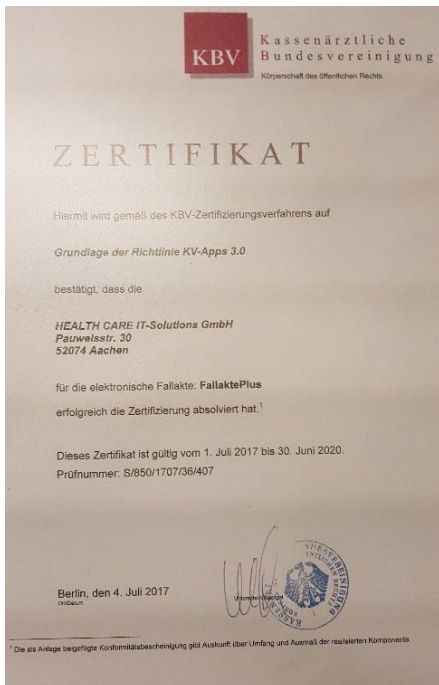 KBV
Kassenärztliche
Bundesvereinigung
Körperschaft des öffentlichen Rechts
ZERTIFIKAT
Hiermit wird gemäß des KBV-Zertifizierungsverfahrens auf
Grundlage der Richtlinie KV-Apps 3.0
bestätigt, dass die
HEALTH CARE IT-Solutions GmbH
Pauwelsstr. 30
52074 Aachen
für die elektronische Fallakte: FallaktePlus
erfolgreich die Zertifizierung absolviert hat.¹
Dieses Zertifikat ist gültig vom 1. Juli 2017 bis 30. Juni 2020.
Prüfnummer: S/850/1707/36/407
Berlin, den 4. Juli 2017
Ort/Datum
¹ Die als Anlage beigefügte Konformitätsbescheinigung gibt Auskunft über Umfang und Ausmaß der realisierten Komponente.